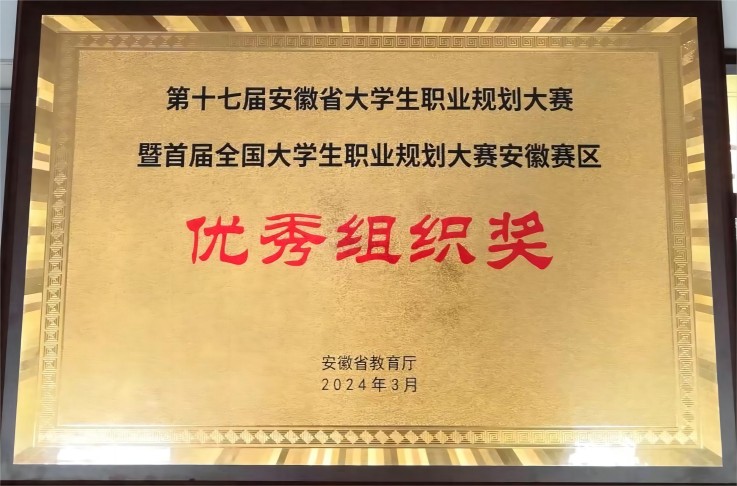 第十七届安徽省大学生职业规划大赛
暨首届全国大学生职业规划大赛安徽赛区
优秀组织奖
安徽省教育厅
2024年3月